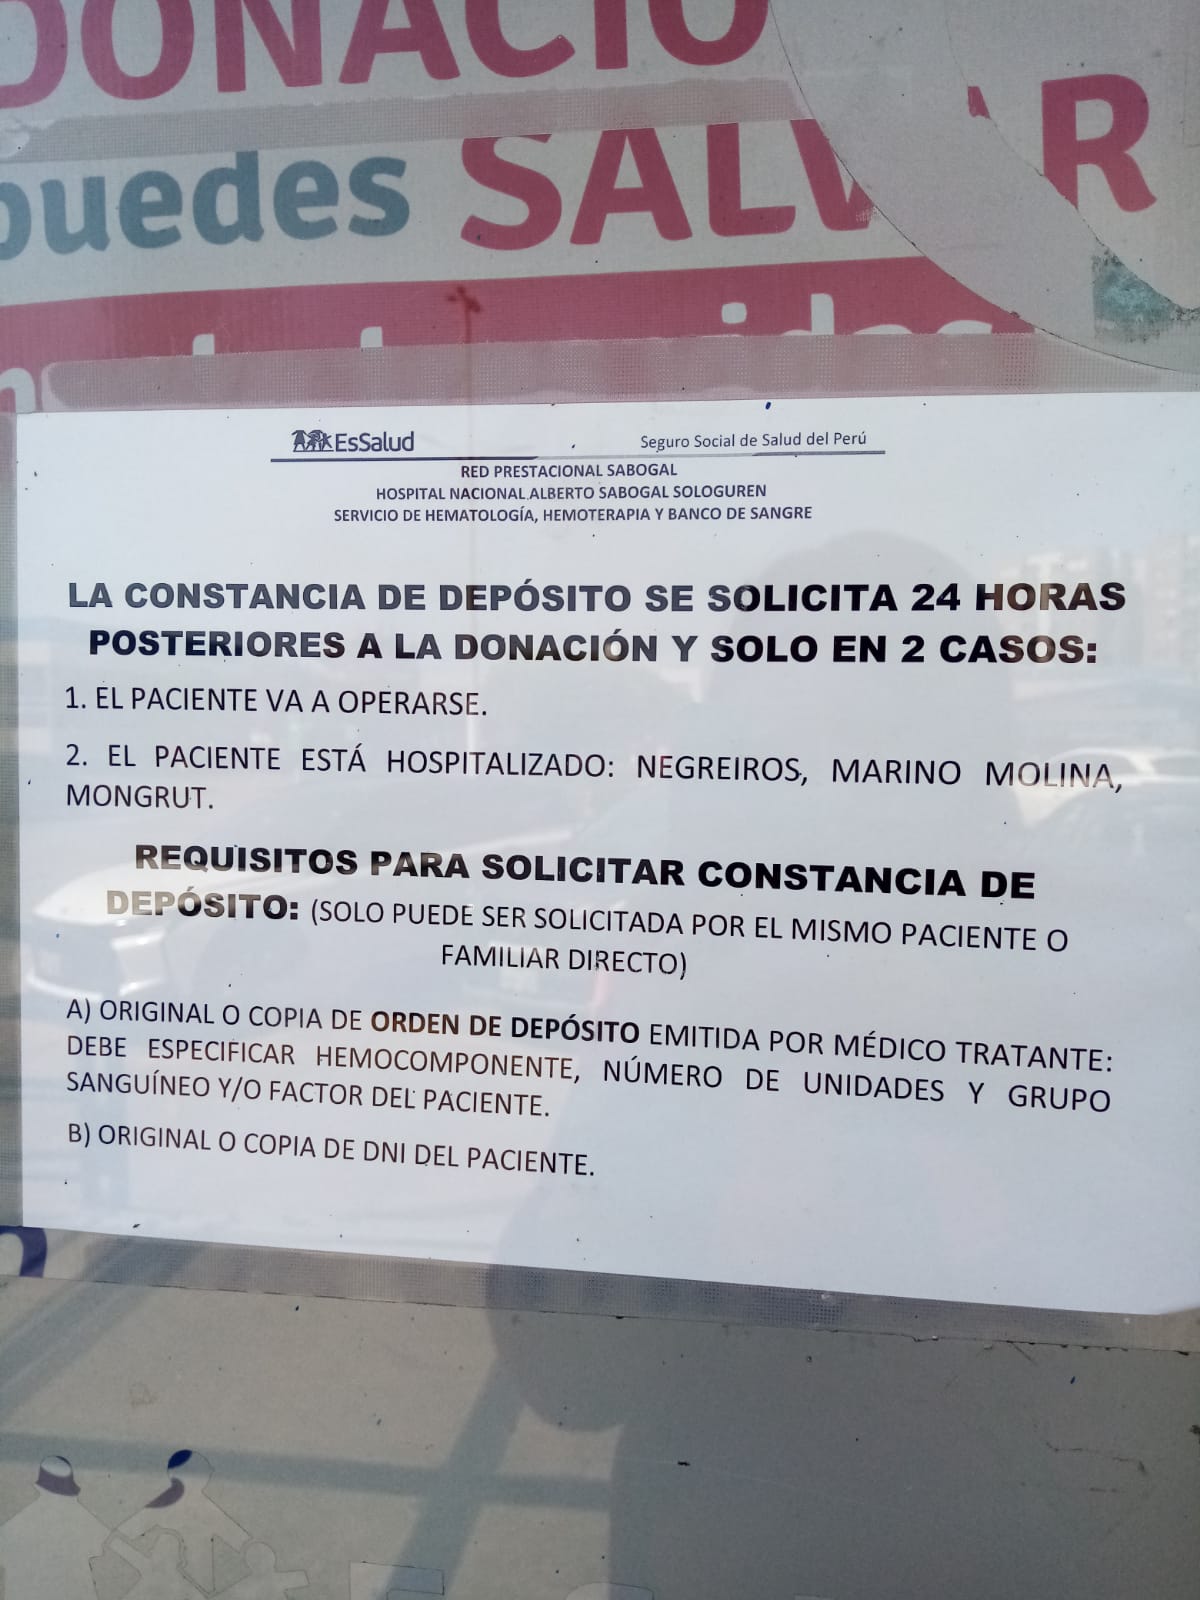 DONACIO
puedes SALVAR
EsSalud Seguro Social de Salud del Perú
RED PRESTACIONAL SABOGAL
HOSPITAL NACIONAL ALBERTO SABOGAL SOLOGUREN
SERVICIO DE HEMATOLOGÍA, HEMOTERAPIA Y BANCO DE SANGRE
LA CONSTANCIA DE DEPÓSITO SE SOLICITA 24 HORAS
POSTERIORES A LA DONACIÓN Y SOLO EN 2 CASOS:
1. EL PACIENTE VA A OPERARSE.
2. EL PACIENTE ESTÁ HOSPITALIZADO: NEGREIROS, MARINO MOLINA,
MONGRUT.
REQUISITOS PARA SOLICITAR CONSTANCIA DE
DEPÓSITO: (SOLO PUEDE SER SOLICITADA POR EL MISMO PACIENTE O
FAMILIAR DIRECTO)
A) ORIGINAL O COPIA DE ORDEN DE DEPÓSITO EMITIDA POR MÉDICO TRATANTE:
DEBE ESPECIFICAR HEMOCOMPONENTE, NÚMERO DE UNIDADES Y GRUPO
SANGUÍNEO Y/O FACTOR DEL PACIENTE.
B) ORIGINAL O COPIA DE DNI DEL PACIENTE.